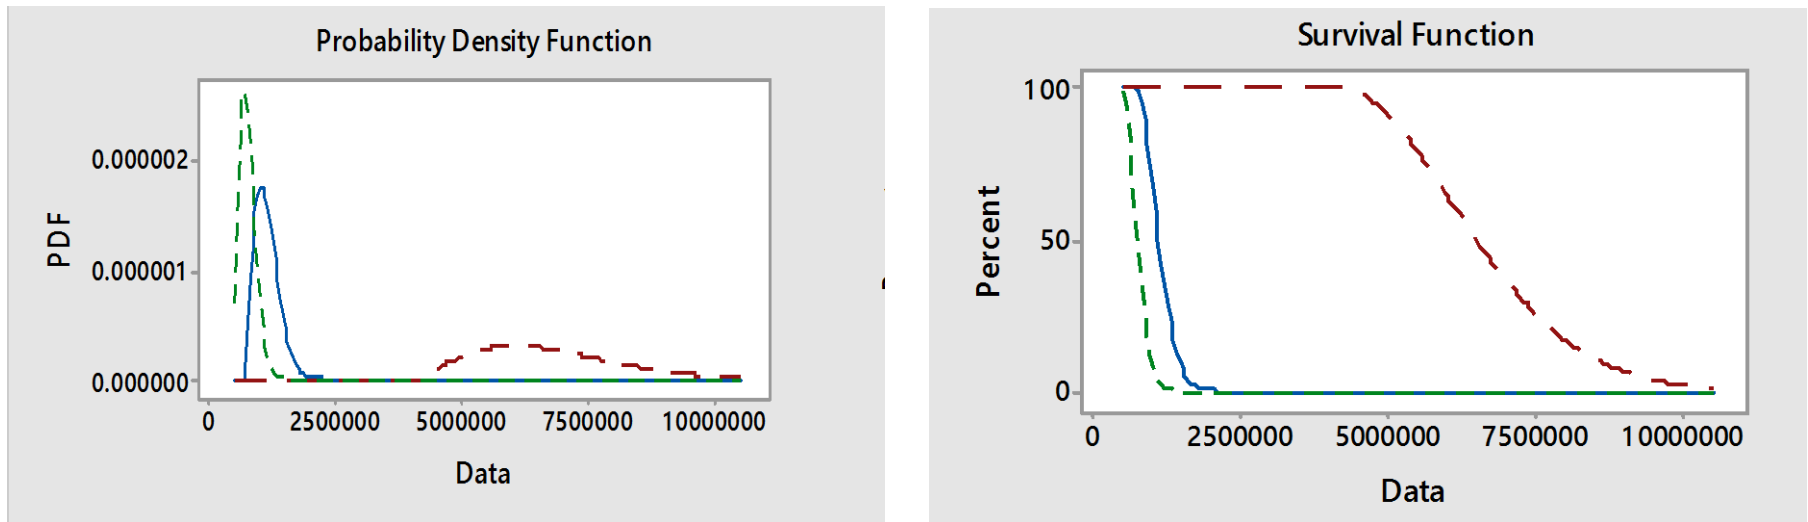 Probability Density Function
0.000002
0.000001
0.000000
PDF
0 2500000 5000000 7500000 10000000
Data
Survival Function
100
50
0
Percent
0 2500000 5000000 7500000 10000000
Data